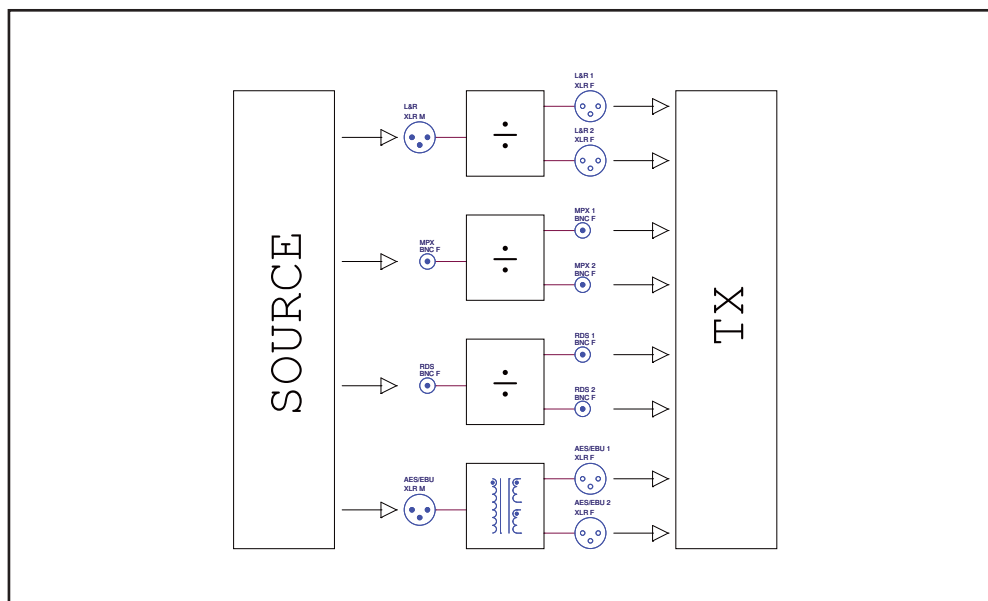 SOURCE
L&R
XLR M
÷
L&R 1
XLR F
L&R 2
XLR F
MPX
BNC F
÷
MPX 1
BNC F
MPX 2
BNC F
RDS
BNC F
÷
RDS 1
BNC F
RDS 2
BNC F
AES/EBU
XLR M
AES/EBU 1
XLR F
AES/EBU 2
XLR F
TX